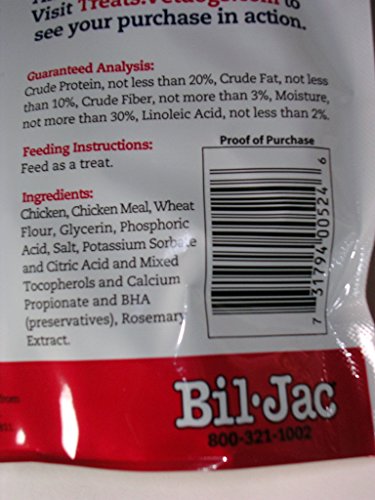 Visit Treats.Vetdogs.com to
see your purchase in action.
Guaranteed Analysis:
Crude Protein, not less than 20%, Crude Fat, not less
than 10%, Crude Fiber, not more than 3%, Moisture,
not more than 30%, Linoleic Acid, not less than 2%.
Feeding Instructions:
Feed as a treat.
Proof of Purchase
7 31794 00524 6
Ingredients:
Chicken, Chicken Meal, Wheat
Flour, Glycerin, Phosphoric
Acid, Salt, Potassium Sorbate
and Citric Acid and Mixed
Tocopherols and Calcium
Propionate and BHA
(preservatives), Rosemary
Extract.
from
Bil·Jac
800-321-1002